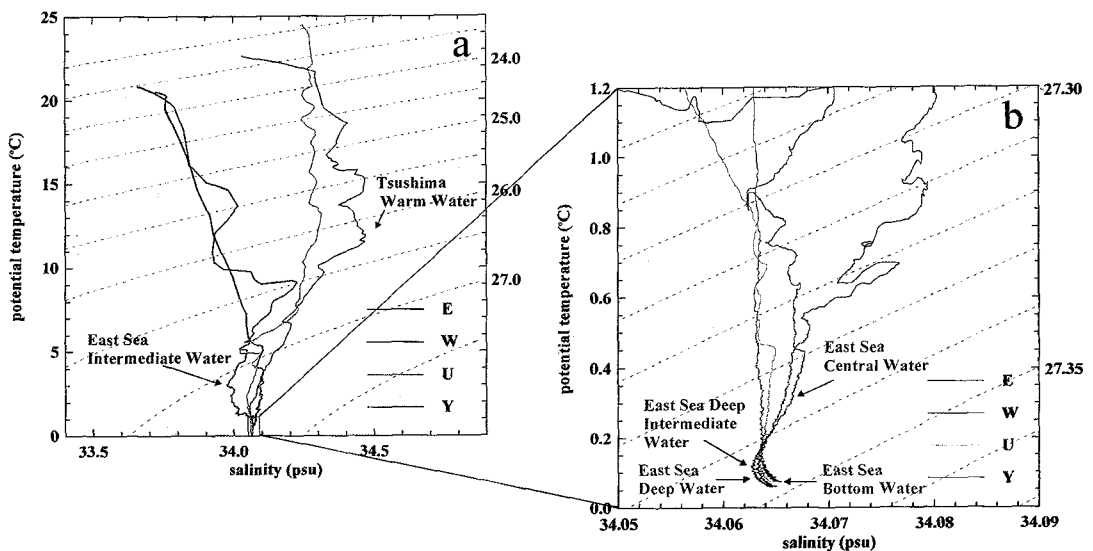 a
25
20
15
10
5
0
potential temperature (°C)
33.5
34.0
34.5
salinity (psu)
24.0
25.0
26.0
27.0
Tsushima
Warm Water
East Sea
Intermediate Water
E
W
U
Y
b
1.2
1.0
0.8
0.6
0.4
0.2
0.0
potential temperature (°C)
34.05
34.06
34.07
34.08
34.09
salinity (psu)
27.30
27.35
East Sea
Central Water
East Sea Deep
Intermediate
Water
East Sea
Deep Water
East Sea
Bottom Water
E
W
U
Y